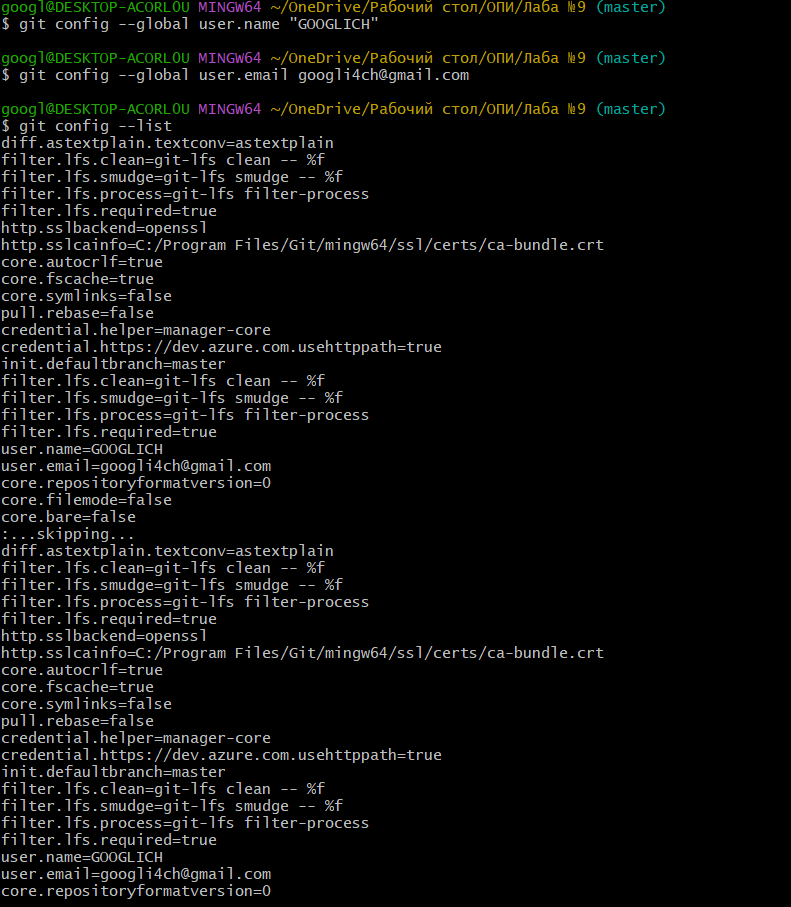 googl@DESKTOP-ACORL0U MINGW64 ~/OneDrive/Рабочий стол/ОПИ/Лаба №9 (master)
$ git config --global user.name "GOOGLICH"
googl@DESKTOP-ACORL0U MINGW64 ~/OneDrive/Рабочий стол/ОПИ/Лаба №9 (master)
$ git config --global user.email googli4ch@gmail.com
googl@DESKTOP-ACORL0U MINGW64 ~/OneDrive/Рабочий стол/ОПИ/Лаба №9 (master)
$ git config --list
diff.astextplain.textconv=astextplain
filter.lfs.clean=git-lfs clean -- %f
filter.lfs.smudge=git-lfs smudge -- %f
filter.lfs.process=git-lfs filter-process
filter.lfs.required=true
http.sslbackend=openssl
http.sslcainfo=C:/Program Files/Git/mingw64/ssl/certs/ca-bundle.crt
core.autocrlf=true
core.fscache=true
core.symlinks=false
pull.rebase=false
credential.helper=manager-core
credential.https://dev.azure.com.usehttppath=true
init.defaultbranch=master
filter.lfs.clean=git-lfs clean -- %f
filter.lfs.smudge=git-lfs smudge -- %f
filter.lfs.process=git-lfs filter-process
filter.lfs.required=true
user.name=GOOGLICH
user.email=googli4ch@gmail.com
core.repositoryformatversion=0
core.filemode=false
core.bare=false
:...skipping...
diff.astextplain.textconv=astextplain
filter.lfs.clean=git-lfs clean -- %f
filter.lfs.smudge=git-lfs smudge -- %f
filter.lfs.process=git-lfs filter-process
filter.lfs.required=true
http.sslbackend=openssl
http.sslcainfo=C:/Program Files/Git/mingw64/ssl/certs/ca-bundle.crt
core.autocrlf=true
core.fscache=true
core.symlinks=false
pull.rebase=false
credential.helper=manager-core
credential.https://dev.azure.com.usehttppath=true
init.defaultbranch=master
filter.lfs.clean=git-lfs clean -- %f
filter.lfs.smudge=git-lfs smudge -- %f
filter.lfs.process=git-lfs filter-process
filter.lfs.required=true
user.name=GOOGLICH
user.email=googli4ch@gmail.com
core.repositoryformatversion=0